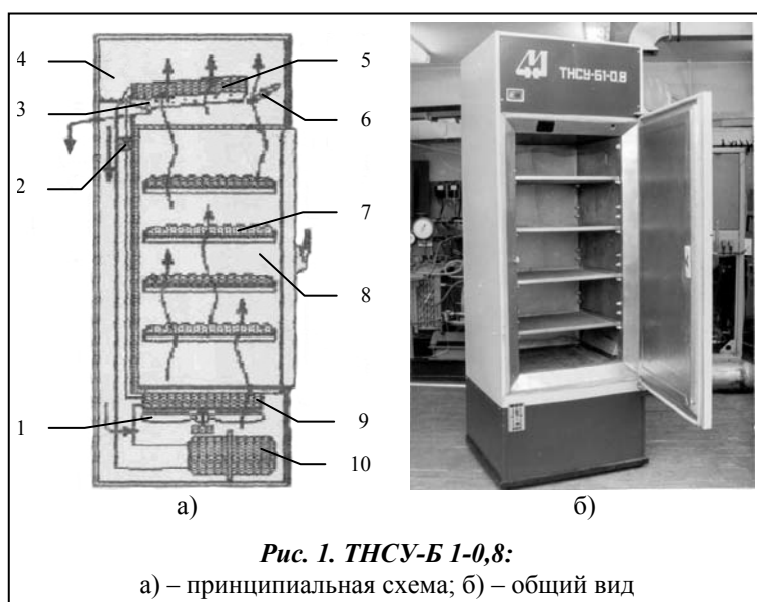 4
3
2
1
5
6
7
8
9
10
ТНСУ-Б1-0,8
а)
б)
Рис. 1. ТНСУ-Б 1-0,8:
а) – принципиальная схема; б) – общий вид